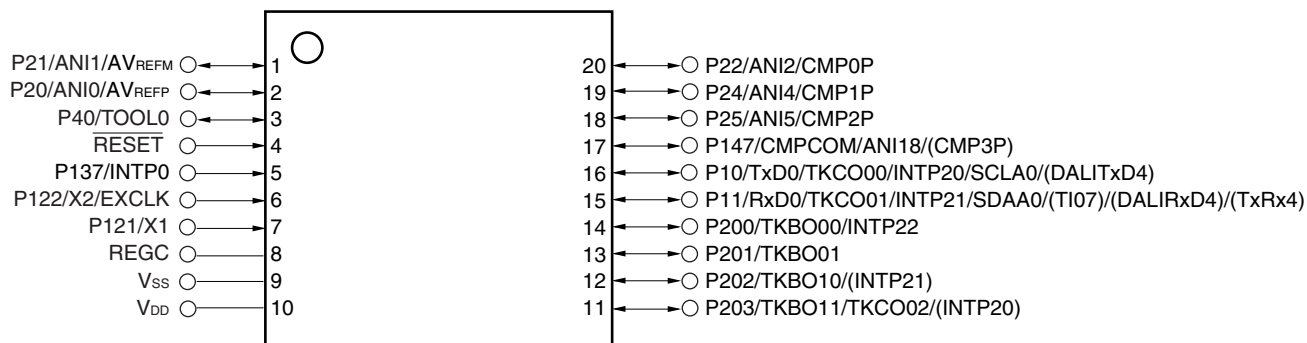 P21/ANI1/AVREFM 1
P20/ANI0/AVREFP 2
P40/TOOL0 3
RESET 4
P137/INTP0 5
P122/X2/EXCLK 6
P121/X1 7
REGC 8
VSS 9
VDD 10
20 P22/ANI2/CMP0P
19 P24/ANI4/CMP1P
18 P25/ANI5/CMP2P
17 P147/CMPCOM/ANI18/(CMP3P)
16 P10/TxD0/TKCO00/INTP20/SCLA0/(DALITxD4)
15 P11/RxD0/TKCO01/INTP21/SDAA0/(TI07)/(DALIRxD4)/(TxRx4)
14 P200/TKBO00/INTP22
13 P201/TKBO01
12 P202/TKBO10/(INTP21)
11 P203/TKBO11/TKCO02/(INTP20)